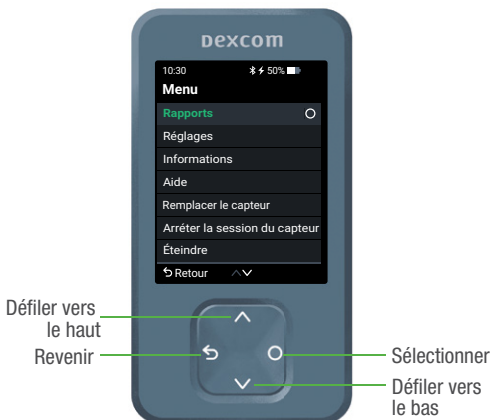 Dexcom
10:30 50%
Menu
Rapports
Réglages
Informations
Aide
Remplacer le capteur
Arréter la session du capteur
Éteindre
Retour
Défiler vers
le haut
Revenir
Sélectionner
Défiler vers
le bas